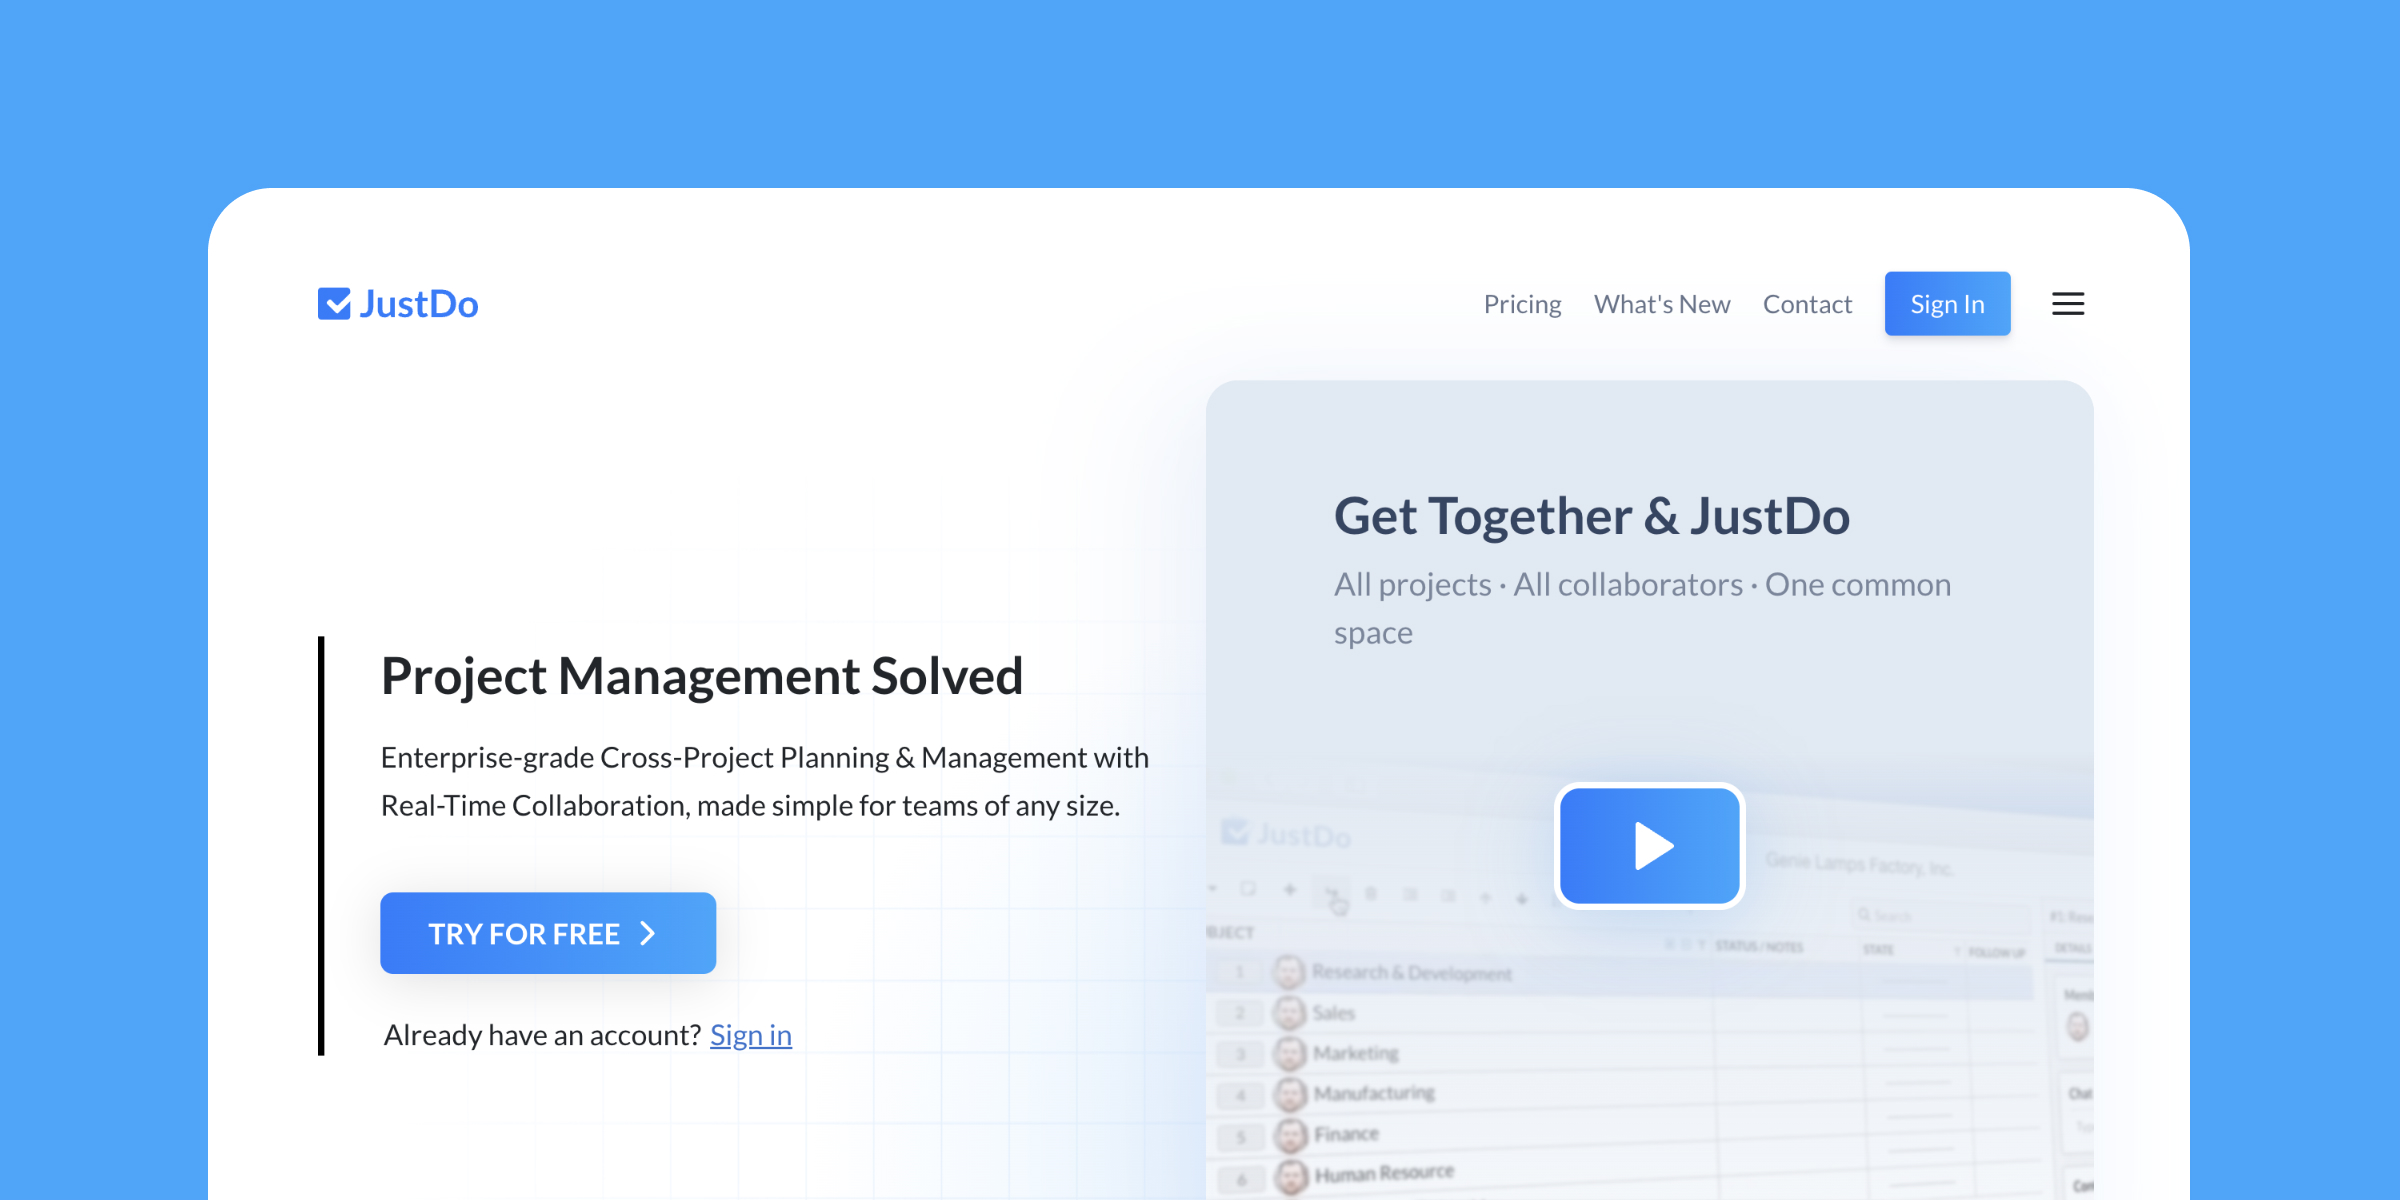 JustDo
Pricing
What's New
Contact
Sign In
Project Management Solved
Enterprise-grade Cross-Project Planning & Management with
Real-Time Collaboration, made simple for teams of any size.
TRY FOR FREE
Already have an account? Sign in
Get Together & JustDo
All projects · All collaborators · One common
space
JustDo
Genie Lamps Factory, Inc.
Search
STATUS / NOTES
STATE
FOLLOW UP
1 Research & Development
2 Sales
3 Marketing
4 Manufacturing
5 Finance
6 Human Resource